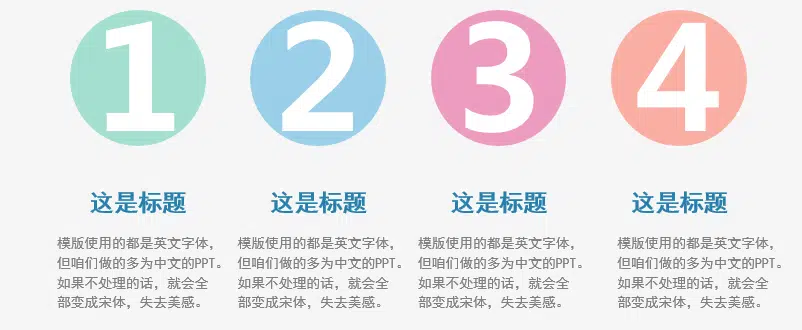 1
2
3
4
这是标题
这是标题
这是标题
这是标题
模版使用的都是英文字体，
但咱们做的多为中文的PPT。
如果不处理的话，就会全
部变成宋体，失去美感。
模版使用的都是英文字体，
但咱们做的多为中文的PPT。
如果不处理的话，就会全
部变成宋体，失去美感。
模版使用的都是英文字体，
但咱们做的多为中文的PPT。
如果不处理的话，就会全
部变成宋体，失去美感。
模版使用的都是英文字体，
但咱们做的多为中文的PPT。
如果不处理的话，就会全
部变成宋体，失去美感。